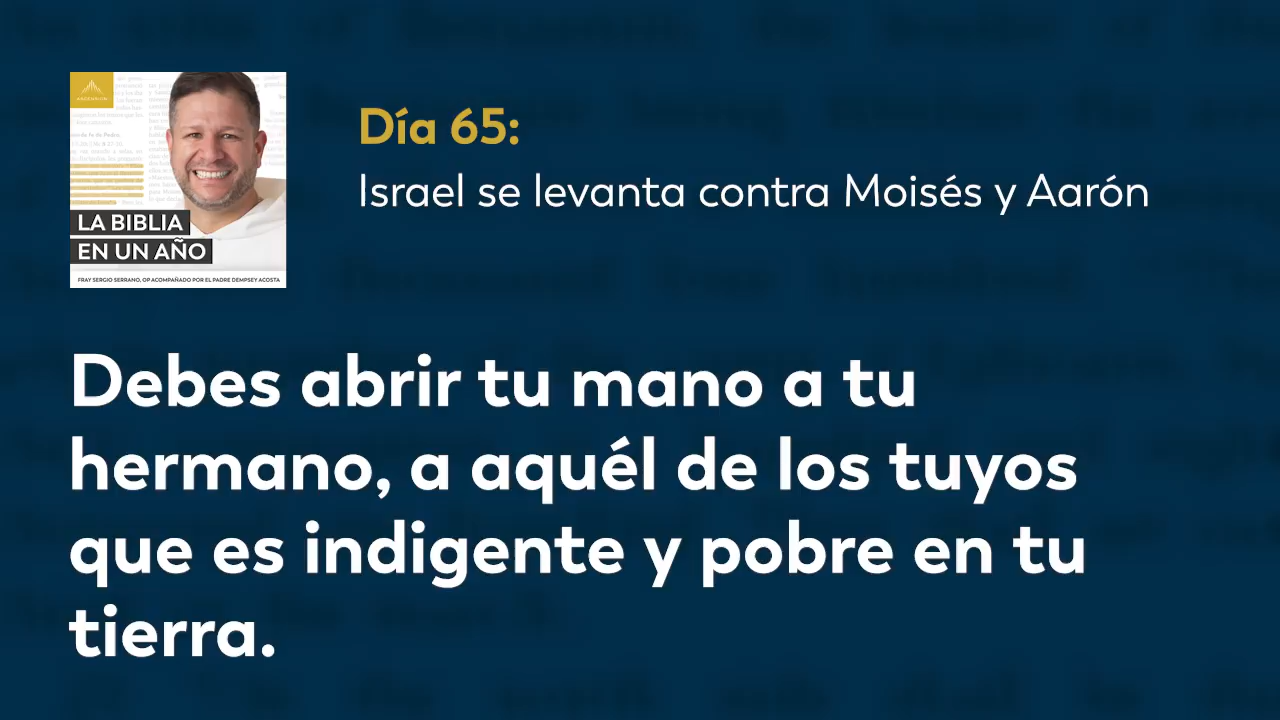 ASCENSION
Día 65:
Israel se levanta contra Moisés y Aarón
LA BIBLIA
EN UN AÑO
FRAY SERGIO SERRANO, OP ACOMPAÑADO POR EL PADRE DEMPSEY ACOSTA
Debes abrir tu mano a tu
hermano, a aquél de los tuyos
que es indigente y pobre en tu
tierra.